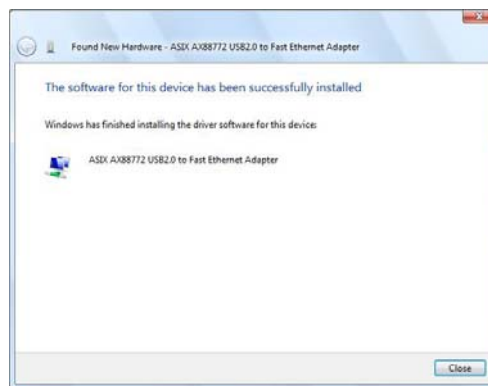 Found New Hardware - ASIX AX88772 USB2.0 to Fast Ethernet Adapter
The software for this device has been successfully installed
Windows has finished installing the driver software for this device:
ASIX AX88772 USB2.0 to Fast Ethernet Adapter
Close